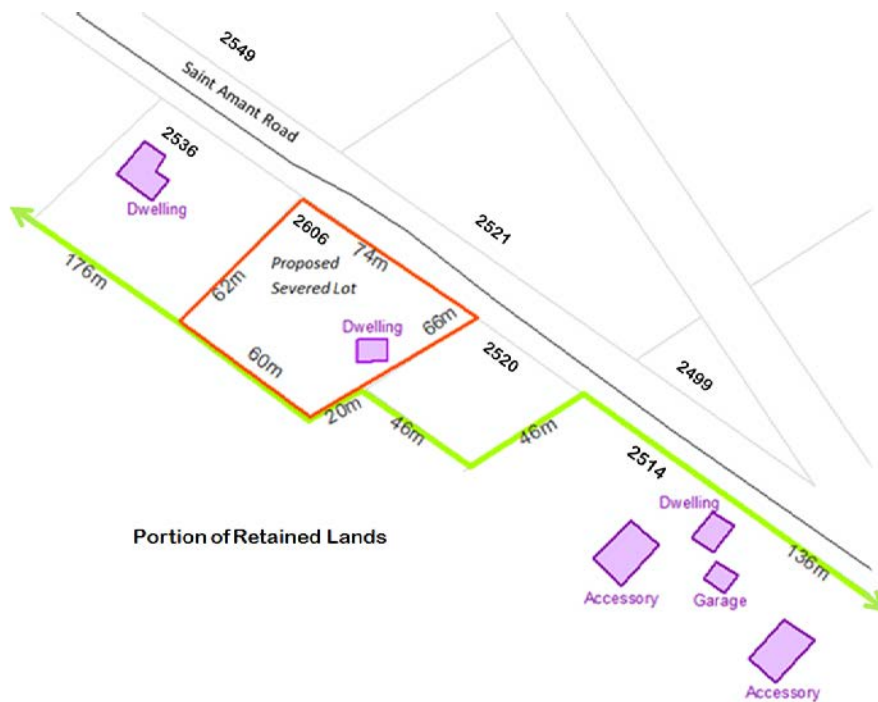 2549
Saint Amant Road
2536
Dwelling
2606
74m
2521
Proposed
Severed Lot
62m
176m
66m
Dwelling
2520
60m
2499
20m
46m
46m
2514
Dwelling
Portion of Retained Lands
136m
Accessory
Garage
Accessory